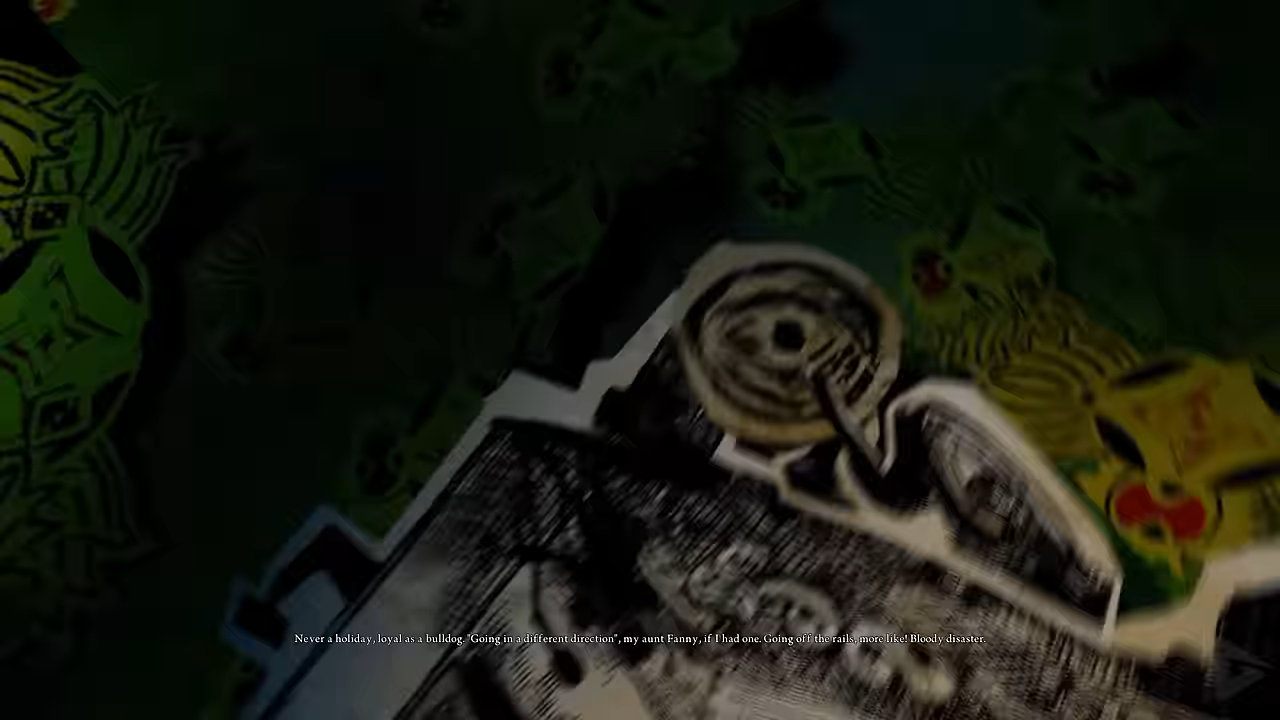 Never a holiday, loyal as a bulldog. "Going in a different direction", my aunt Fanny, if I had one. Going off the rails, more like! Bloody disaster.